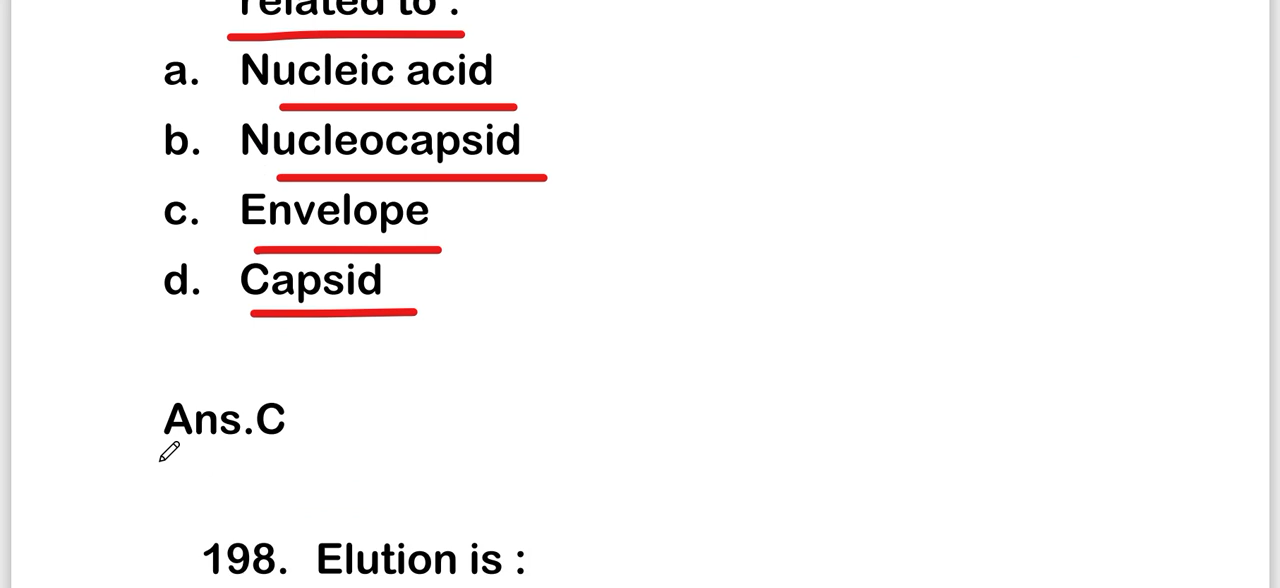 related to :
a. Nucleic acid
b. Nucleocapsid
c. Envelope
d. Capsid
Ans.C
198. Elution is :